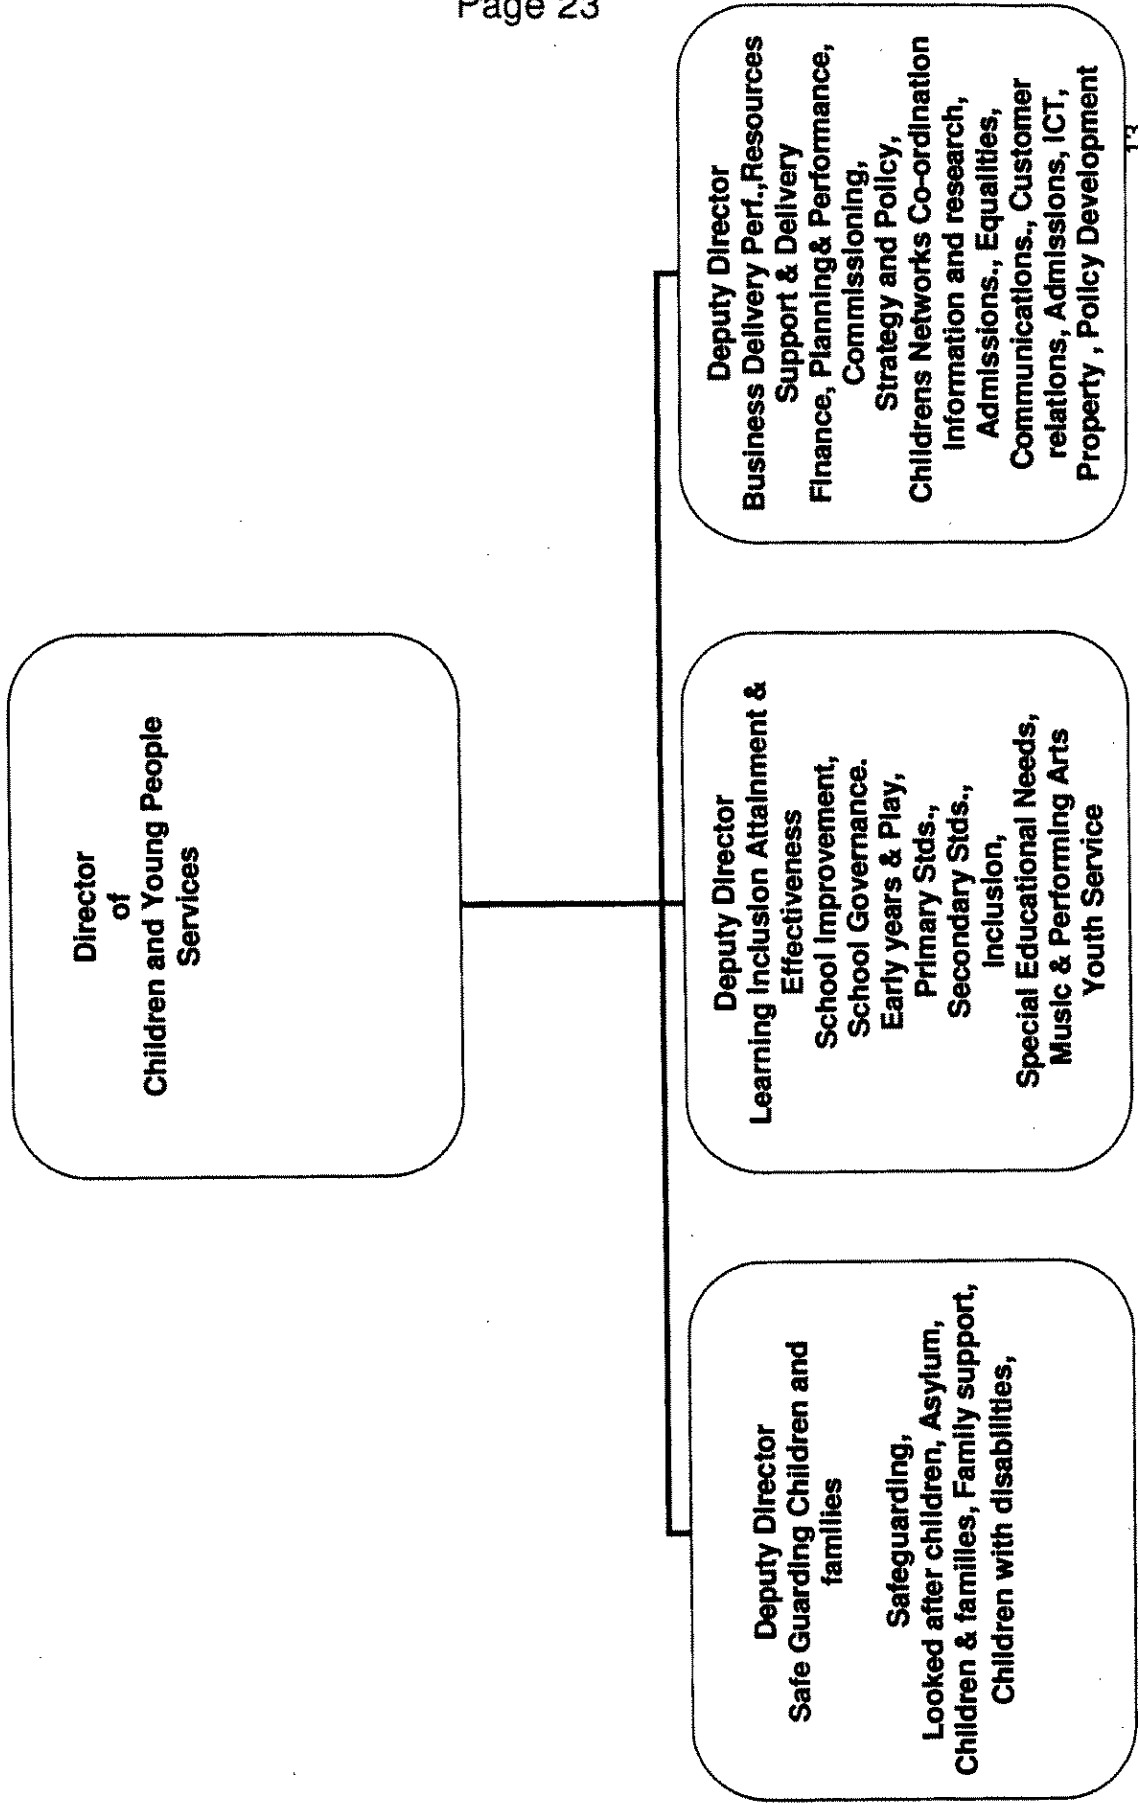 Page 23
Director
of
Children and Young People
Services
Deputy Director
Safe Guarding Children and
families
Safeguarding,
Looked after children, Asylum,
Children & families, Family support,
Children with disabilities,
Deputy Director
Learning Inclusion Attainment &
Effectiveness
School Improvement,
School Governance.
Early years & Play,
Primary Stds.,
Secondary Stds.,
Inclusion,
Special Educational Needs,
Music & Performing Arts
Youth Service
Deputy Director
Business Delivery Perf.,Resources
Support & Delivery
Finance, Planning& Performance,
Commissioning,
Strategy and Policy,
Childrens Networks Co-ordination
Information and research,
Admissions., Equalities,
Communications., Customer
relations, Admissions, ICT,
Property , Policy Development
13